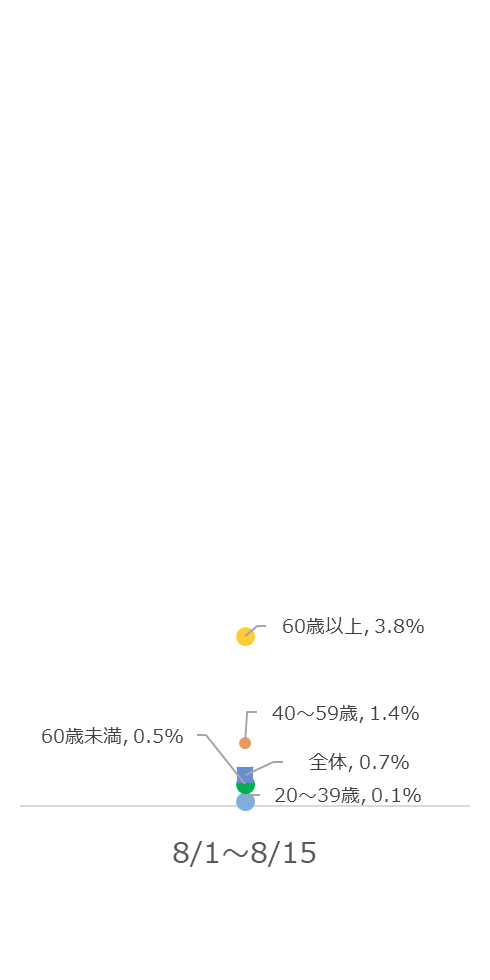 60歳以上, 3.8%
40～59歳, 1.4%
60歳未満, 0.5%
全体, 0.7%
20～39歳, 0.1%
8/1～8/15